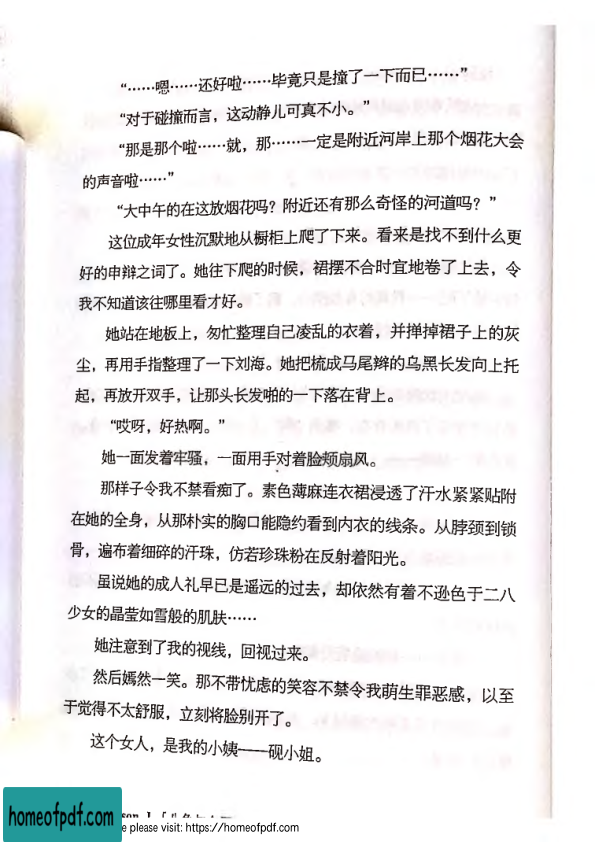 “……嗯……还好啦……毕竟只是撞了一下而已……”
“对于碰撞而言，这动静儿可真不小。”
“那是那个啦……就，那……一定是附近河岸上那个烟花大会
的声音啦……”
“大中午的在这放烟花吗？附近还有那么奇怪的河道吗？”
这位成年女性沉默地从橱柜上爬了下来。看来是找不到什么更
好的申辩之词了。她往下爬的时候，裙摆不合时宜地卷了上去，令
我不知道该往哪里看才好。
她站在地板上，匆忙整理自己凌乱的衣着，并掸掉裙子上的灰
尘，再用手指整理了一下刘海。她把梳成马尾辫的乌黑长发向上托
起，再放开双手，让那头长发啪的一下落在背上。
“哎呀，好热啊。”
她一面发着牢骚，一面用手对着脸颊扇风。
那样子令我不禁看痴了。素色薄麻连衣裙浸透了汗水紧紧贴附
在她的全身，从那朴实的胸口能隐约看到内衣的线条。从脖颈到锁
骨，遍布着细碎的汗珠，仿若珍珠粉在反射着阳光。
虽说她的成人礼早已是遥远的过去，却依然有着不逊色于二八
少女的晶莹如雪般的肌肤……
她注意到了我的视线，回视过来。
然后嫣然一笑。那不带忧虑的笑容不禁令我萌生罪恶感，以至
于觉得不太舒服，立刻将脸别开了。
这个女人，是我的小姨——砚小姐。
homeofpdf.com
please visit: https://homeofpdf.com